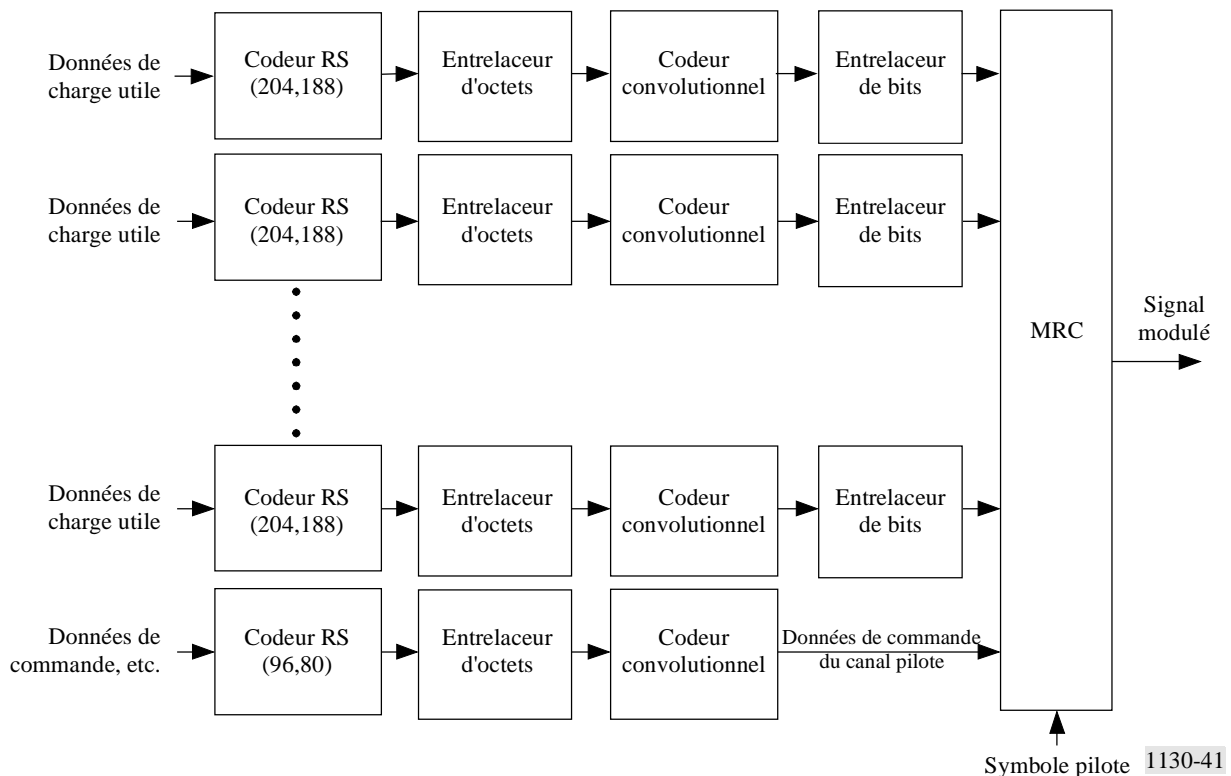 Données de
charge utile
Codeur RS
(204,188)
Entrelaceur
d'octets
Codeur
convolutionnel
Entrelaceur
de bits
Données de
charge utile
Codeur RS
(204,188)
Entrelaceur
d'octets
Codeur
convolutionnel
Entrelaceur
de bits
MRC
Signal
modulé
Données de
charge utile
Codeur RS
(204,188)
Entrelaceur
d'octets
Codeur
convolutionnel
Entrelaceur
de bits
Données de
commande, etc.
Codeur RS
(96,80)
Entrelaceur
d'octets
Codeur
convolutionnel
Données de commande
du canal pilote
Symbole pilote
1130-41